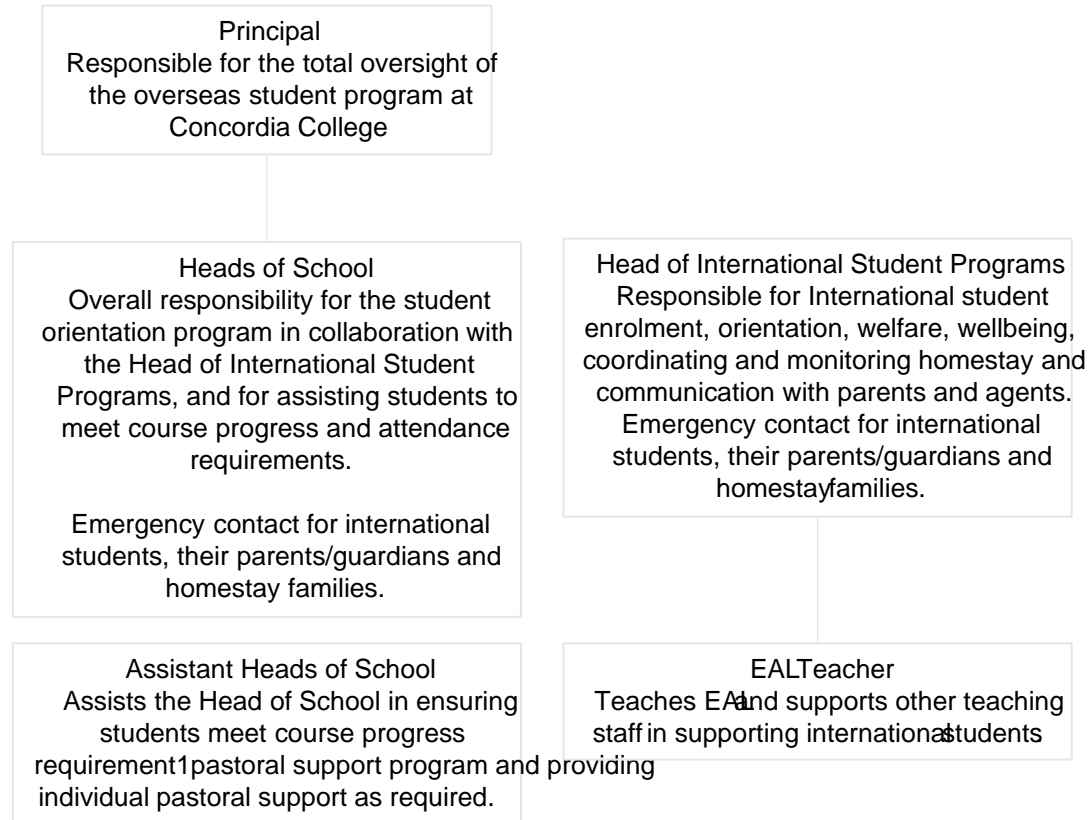 Principal
Responsible for the total oversight of
the overseas student program at
Concordia College
Heads of School
Overall responsibility for the student
orientation program in collaboration with
the Head of International Student
Programs, and for assisting students to
meet course progress and attendance
requirements.
Emergency contact for international
students, their parents/guardians and
homestay families.
Head of International Student Programs
Responsible for International student
enrolment, orientation, welfare, wellbeing,
coordinating and monitoring homestay and
communication with parents and agents.
Emergency contact for international
students, their parents/guardians and
homestayfamilies.
Assistant Heads of School
Assists the Head of School in ensuring
students meet course progress
requirement1pastoral support program and providing
individual pastoral support as required.
EALTeacher
Teaches EAL and supports other teaching
staff in supporting international students